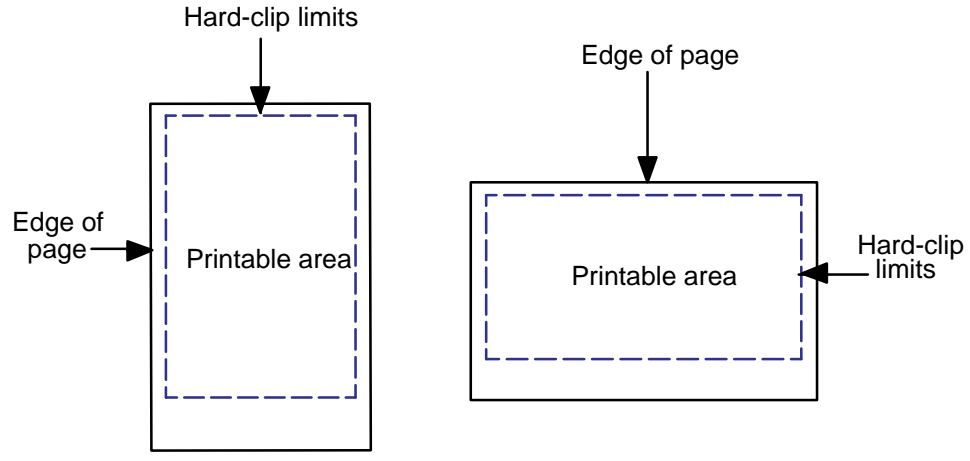 Hard-clip limits
Edge of
page
Printable area
Edge of page
Printable area
Hard-clip
limits